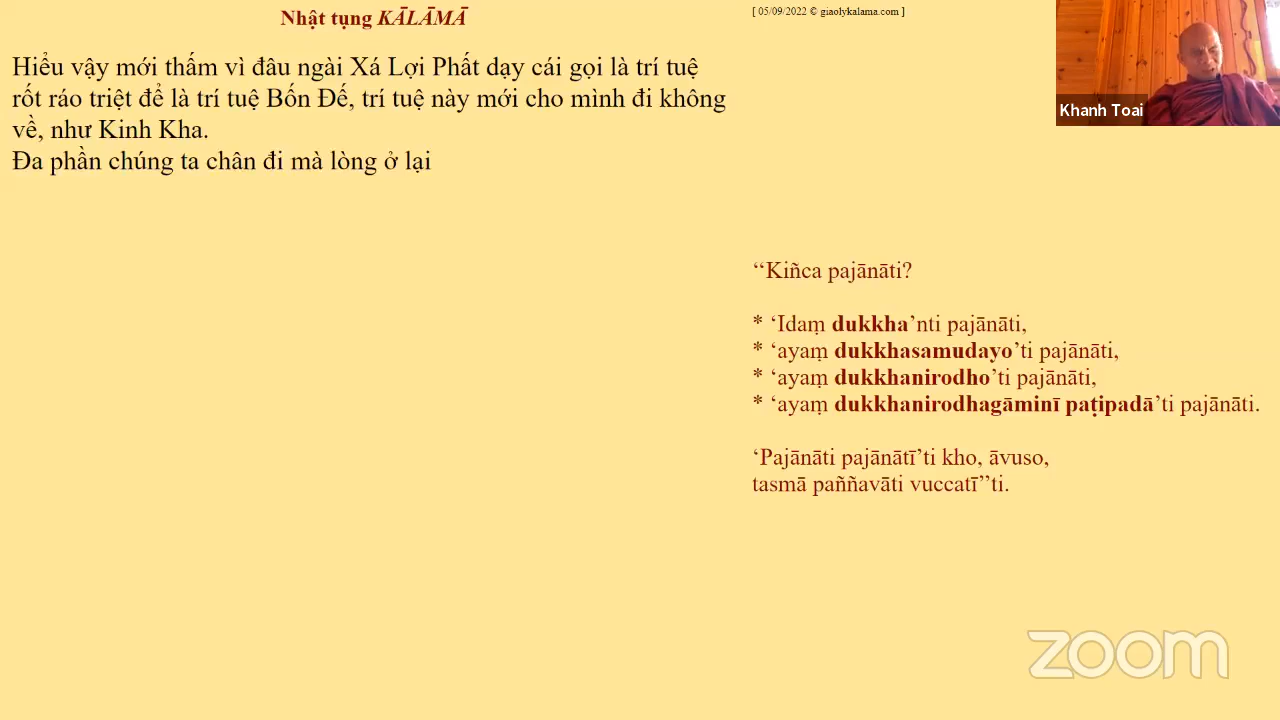 Nhật tụng KĀLĀMĀ
[ 05/09/2022 © giaolykalama.com ]
Hiểu vậy mới thấm vì đâu ngài Xá Lợi Phất dạy cái gọi là trí tuệ
rốt ráo triệt để là trí tuệ Bốn Đế, trí tuệ này mới cho mình đi không
về, như Kinh Kha.
Đa phần chúng ta chân đi mà lòng ở lại
Khanh Toai
“Kiñca pajānāti?
* ‘Idaṃ dukkha’nti pajānāti,
* ‘ayaṃ dukkhasamudayo’ti pajānāti,
* ‘ayaṃ dukkhanirodho’ti pajānāti,
* ‘ayaṃ dukkhanirodhagāminī paṭipadā’ti pajānāti.
‘Pajānāti pajānātī’ti kho, āvuso,
tasmā paññavāti vuccatī’’ti.
zoom